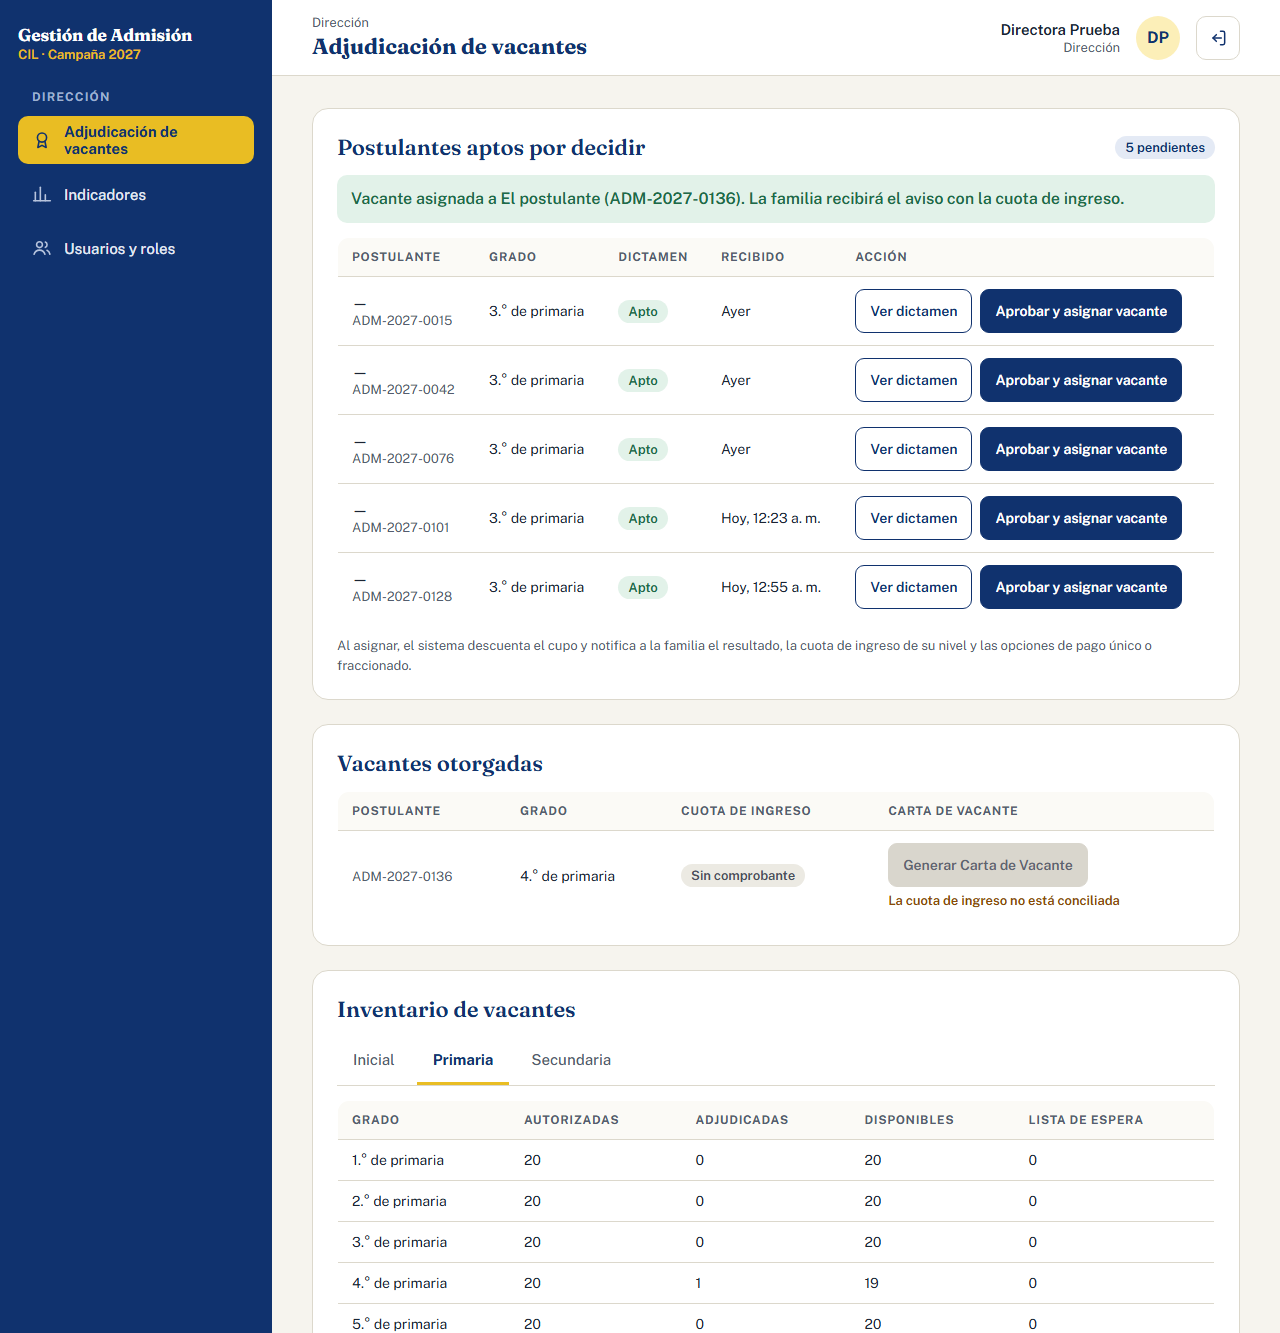 Gestión de Admisión
CIL · Campaña 2027
DIRECCIÓN
Adjudicación de
vacantes
Indicadores
Usuarios y roles
Dirección
Adjudicación de vacantes
Directora Prueba
Dirección
DP
Postulantes aptos por decidir
5 pendientes
Vacante asignada a El postulante (ADM-2027-0136). La familia recibirá el aviso con la cuota de ingreso.
POSTULANTE GRADO DICTAMEN RECIBIDO ACCIÓN
—
ADM-2027-0015 3.° de primaria Apto Ayer Ver dictamen Aprobar y asignar vacante
—
ADM-2027-0042 3.° de primaria Apto Ayer Ver dictamen Aprobar y asignar vacante
—
ADM-2027-0076 3.° de primaria Apto Ayer Ver dictamen Aprobar y asignar vacante
—
ADM-2027-0101 3.° de primaria Apto Hoy, 12:23 a. m. Ver dictamen Aprobar y asignar vacante
—
ADM-2027-0128 3.° de primaria Apto Hoy, 12:55 a. m. Ver dictamen Aprobar y asignar vacante
Al asignar, el sistema descuenta el cupo y notifica a la familia el resultado, la cuota de ingreso de su nivel y las opciones de pago único o
fraccionado.
Vacantes otorgadas
POSTULANTE GRADO CUOTA DE INGRESO CARTA DE VACANTE
ADM-2027-0136 4.° de primaria Sin comprobante Generar Carta de Vacante
La cuota de ingreso no está conciliada
Inventario de vacantes
Inicial Primaria Secundaria
GRADO AUTORIZADAS ADJUDICADAS DISPONIBLES LISTA DE ESPERA
1.° de primaria 20 0 20 0
2.° de primaria 20 0 20 0
3.° de primaria 20 0 20 0
4.° de primaria 20 1 19 0
5.° de primaria 20 0 20 0